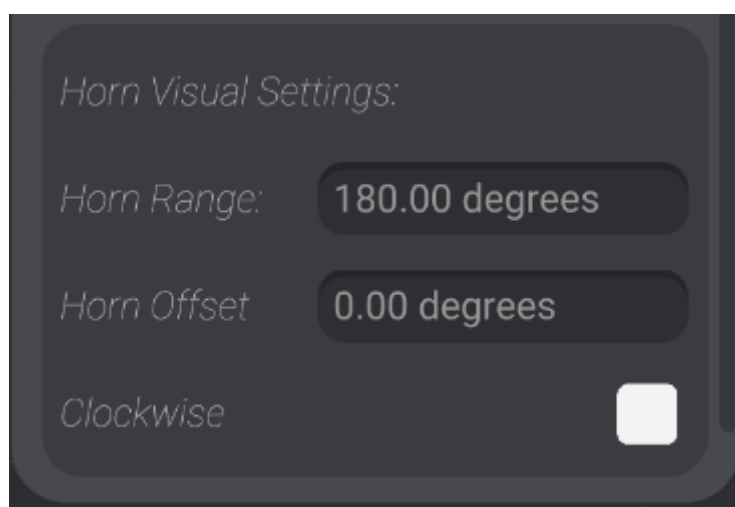 Horn Visual Settings:
Horn Range: 180.00 degrees
Horn Offset 0.00 degrees
Clockwise